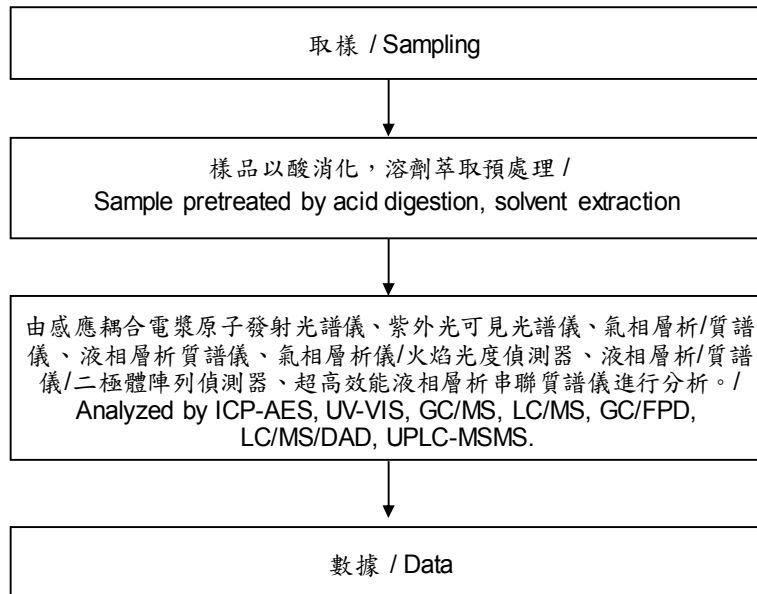 取樣 / Sampling
樣品以酸消化，溶劑萃取預處理 /
Sample pretreated by acid digestion, solvent extraction
由感應耦合電漿原子發射光譜儀、紫外光可見光譜儀、氣相層析/質譜
儀、液相層析質譜儀、氣相層析儀/火焰光度偵測器、液相層析/質譜
儀/二極體陣列偵測器、超高效能液相層析串聯質譜儀進行分析。/
Analyzed by ICP-AES, UV-VIS, GC/MS, LC/MS, GC/FPD,
LC/MS/DAD, UPLC-MSMS.
數據 / Data